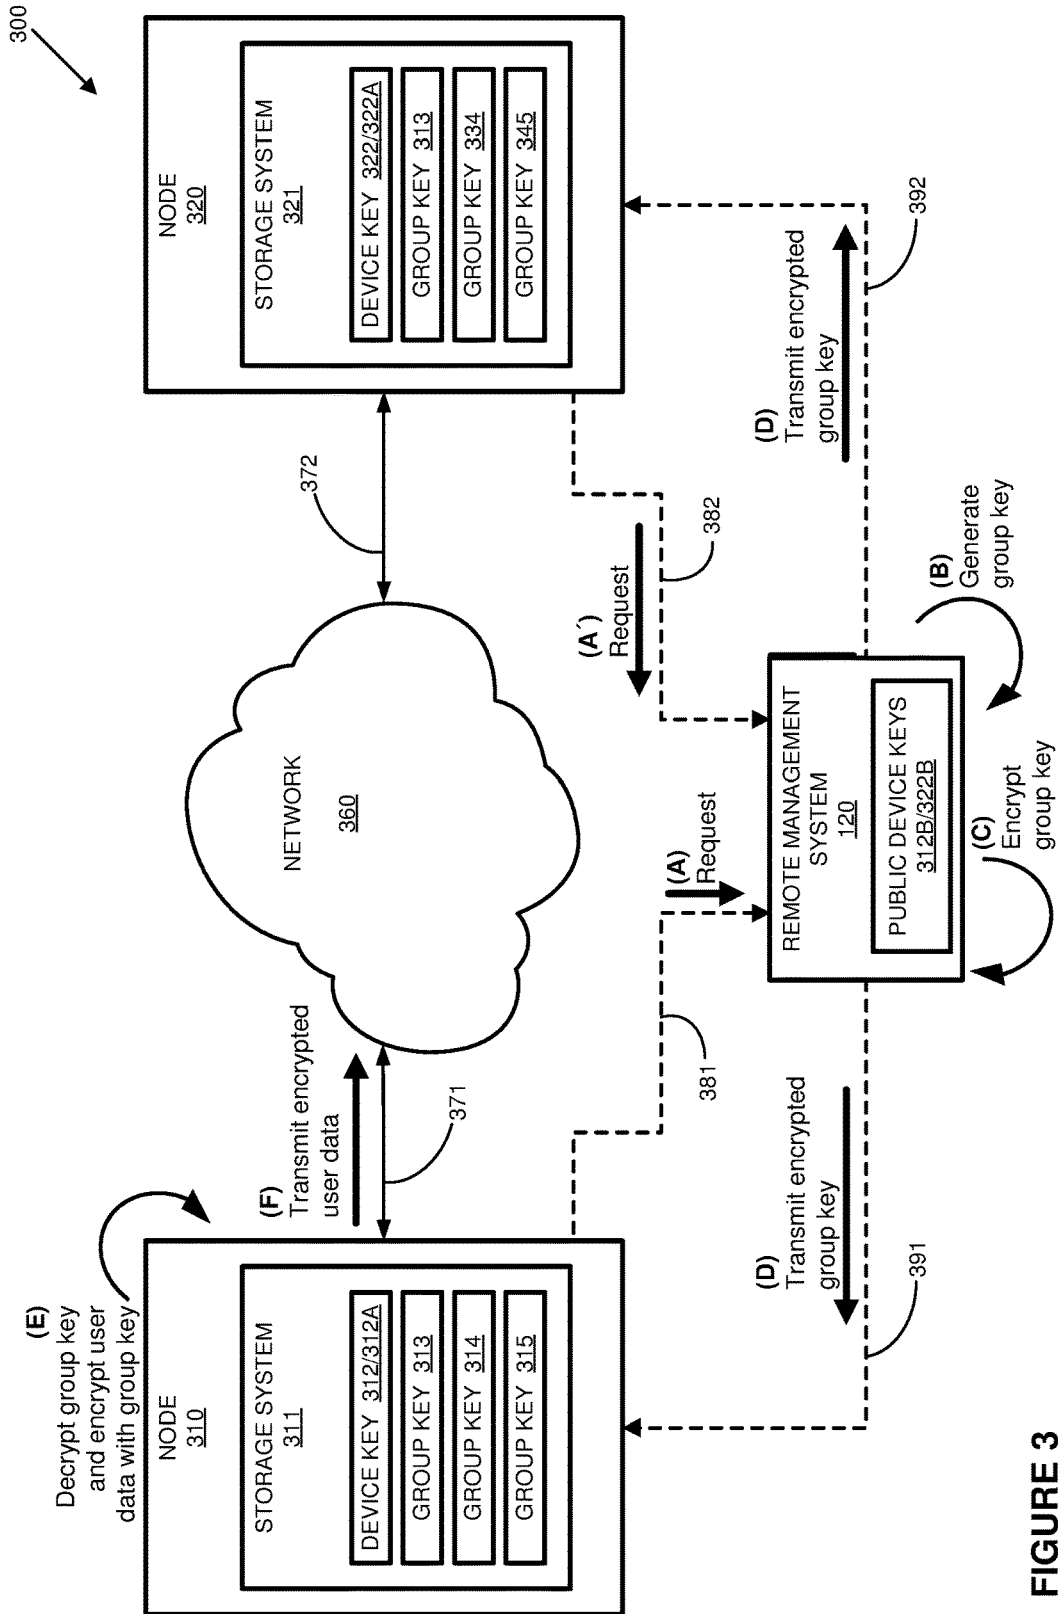 300
(E)
Decrypt group key
and encrypt user
data with group key
NODE
310
STORAGE SYSTEM
311
DEVICE KEY 312/312A
GROUP KEY 313
GROUP KEY 314
GROUP KEY 315
(F)
Transmit encrypted
user data
371
NETWORK
360
372
NODE
320
STORAGE SYSTEM
321
DEVICE KEY 322/322A
GROUP KEY 313
GROUP KEY 334
GROUP KEY 345
381
(A)
Request
(A´)
Request
382
(D)
Transmit encrypted
group key
391
REMOTE MANAGEMENT
SYSTEM
120
PUBLIC DEVICE KEYS
312B/322B
(C)
Encrypt
group key
(B)
Generate
group key
(D)
Transmit encrypted
group key
392
FIGURE 3